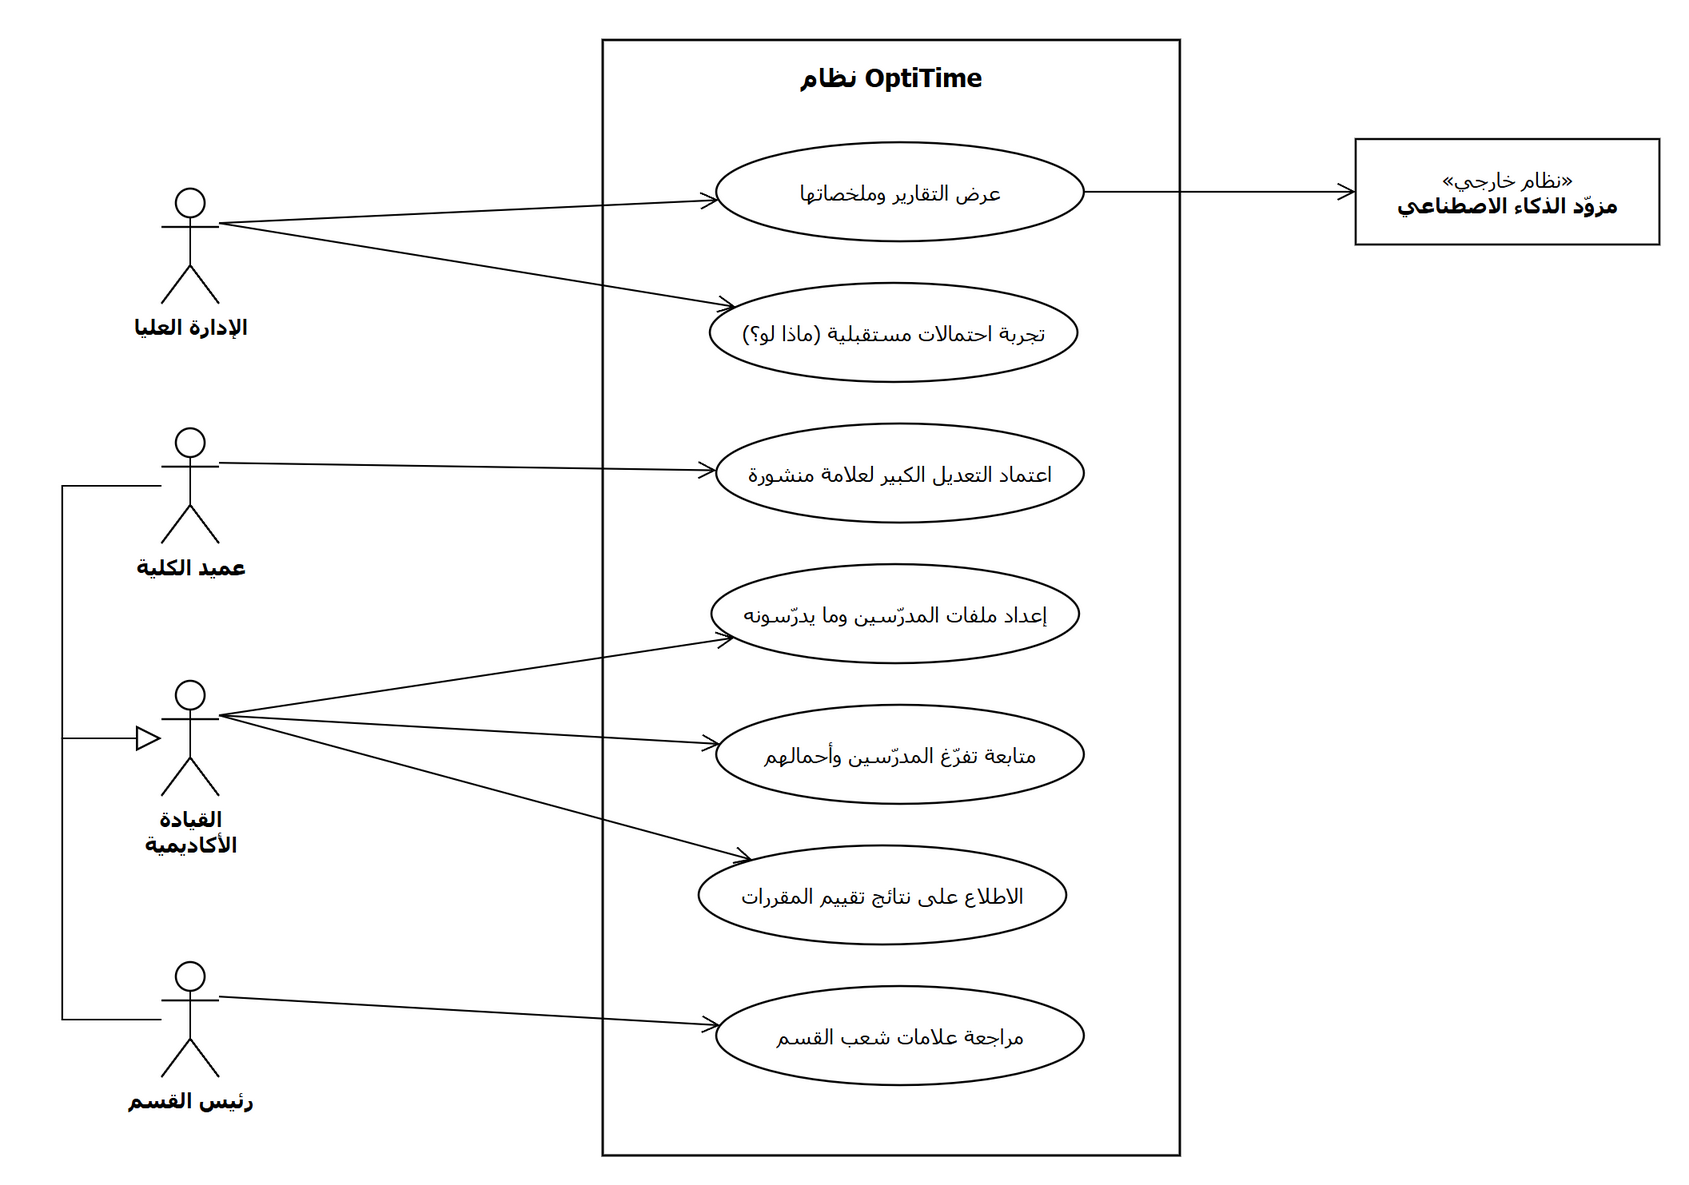 نظام OptiTime
عرض التقارير وملخصاتها
«نظام خارجي»
مزوّد الذكاء الاصطناعي
الإدارة العليا
تجربة احتمالات مستقبلية (ماذا لو؟)
اعتماد التعديل الكبير لعلامة منشورة
عميد الكلية
إعداد ملفات المدرّسين وما يدرّسونه
متابعة تفرّغ المدرّسين وأحمالهم
القيادة
الأكاديمية
الاطلاع على نتائج تقييم المقررات
مراجعة علامات شعب القسم
رئيس القسم